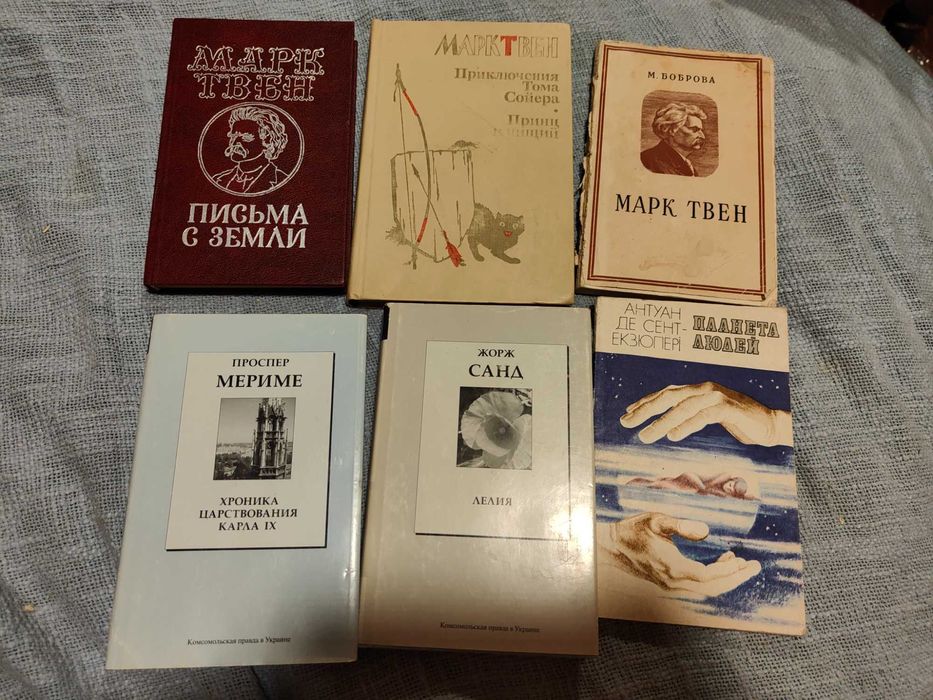 МАРК
ТВЕН
ПИСЬМА
С ЗЕМЛИ
МАРК ТВЕН
Приключения
Тома
Сойера
•
Принц
и нищий
М. БОБРОВА
МАРК ТВЕН
ПРОСПЕР
МЕРИМЕ
ХРОНИКА
ЦАРСТВОВАНИЯ
КАРЛА IX
Комсомольская правда в Украине
ЖОРЖ
САНД
ЛЕЛИЯ
Комсомольская правда в Украине
АНТУАН
ДЕ СЕНТ-
ЕКЗЮПЕРІ
ПЛАНЕТА
ЛЮДЕЙ